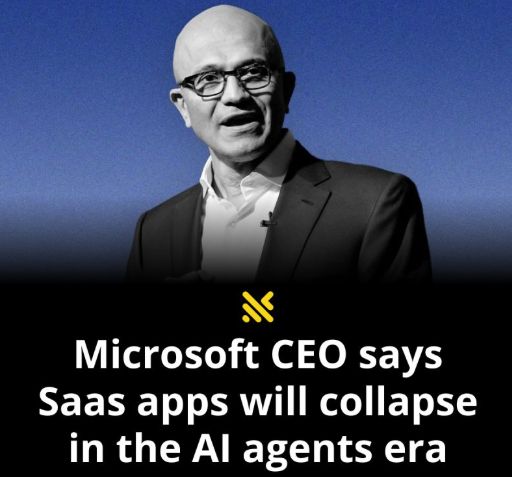 Microsoft CEO says
Saas apps will collapse
in the AI agents era